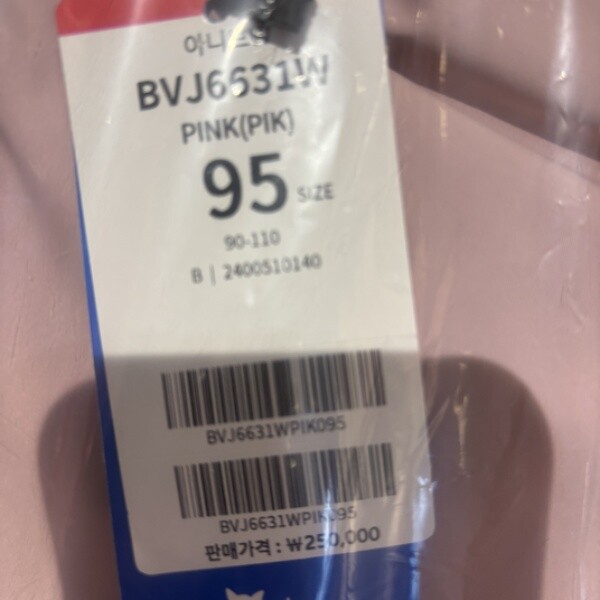 BVJ6631W
PINK(PIK)
95 SIZE
90-110
B | 2400510140
BVJ6631WPIK095
BVJ6631WPIK095
판매가격 : ₩250,000